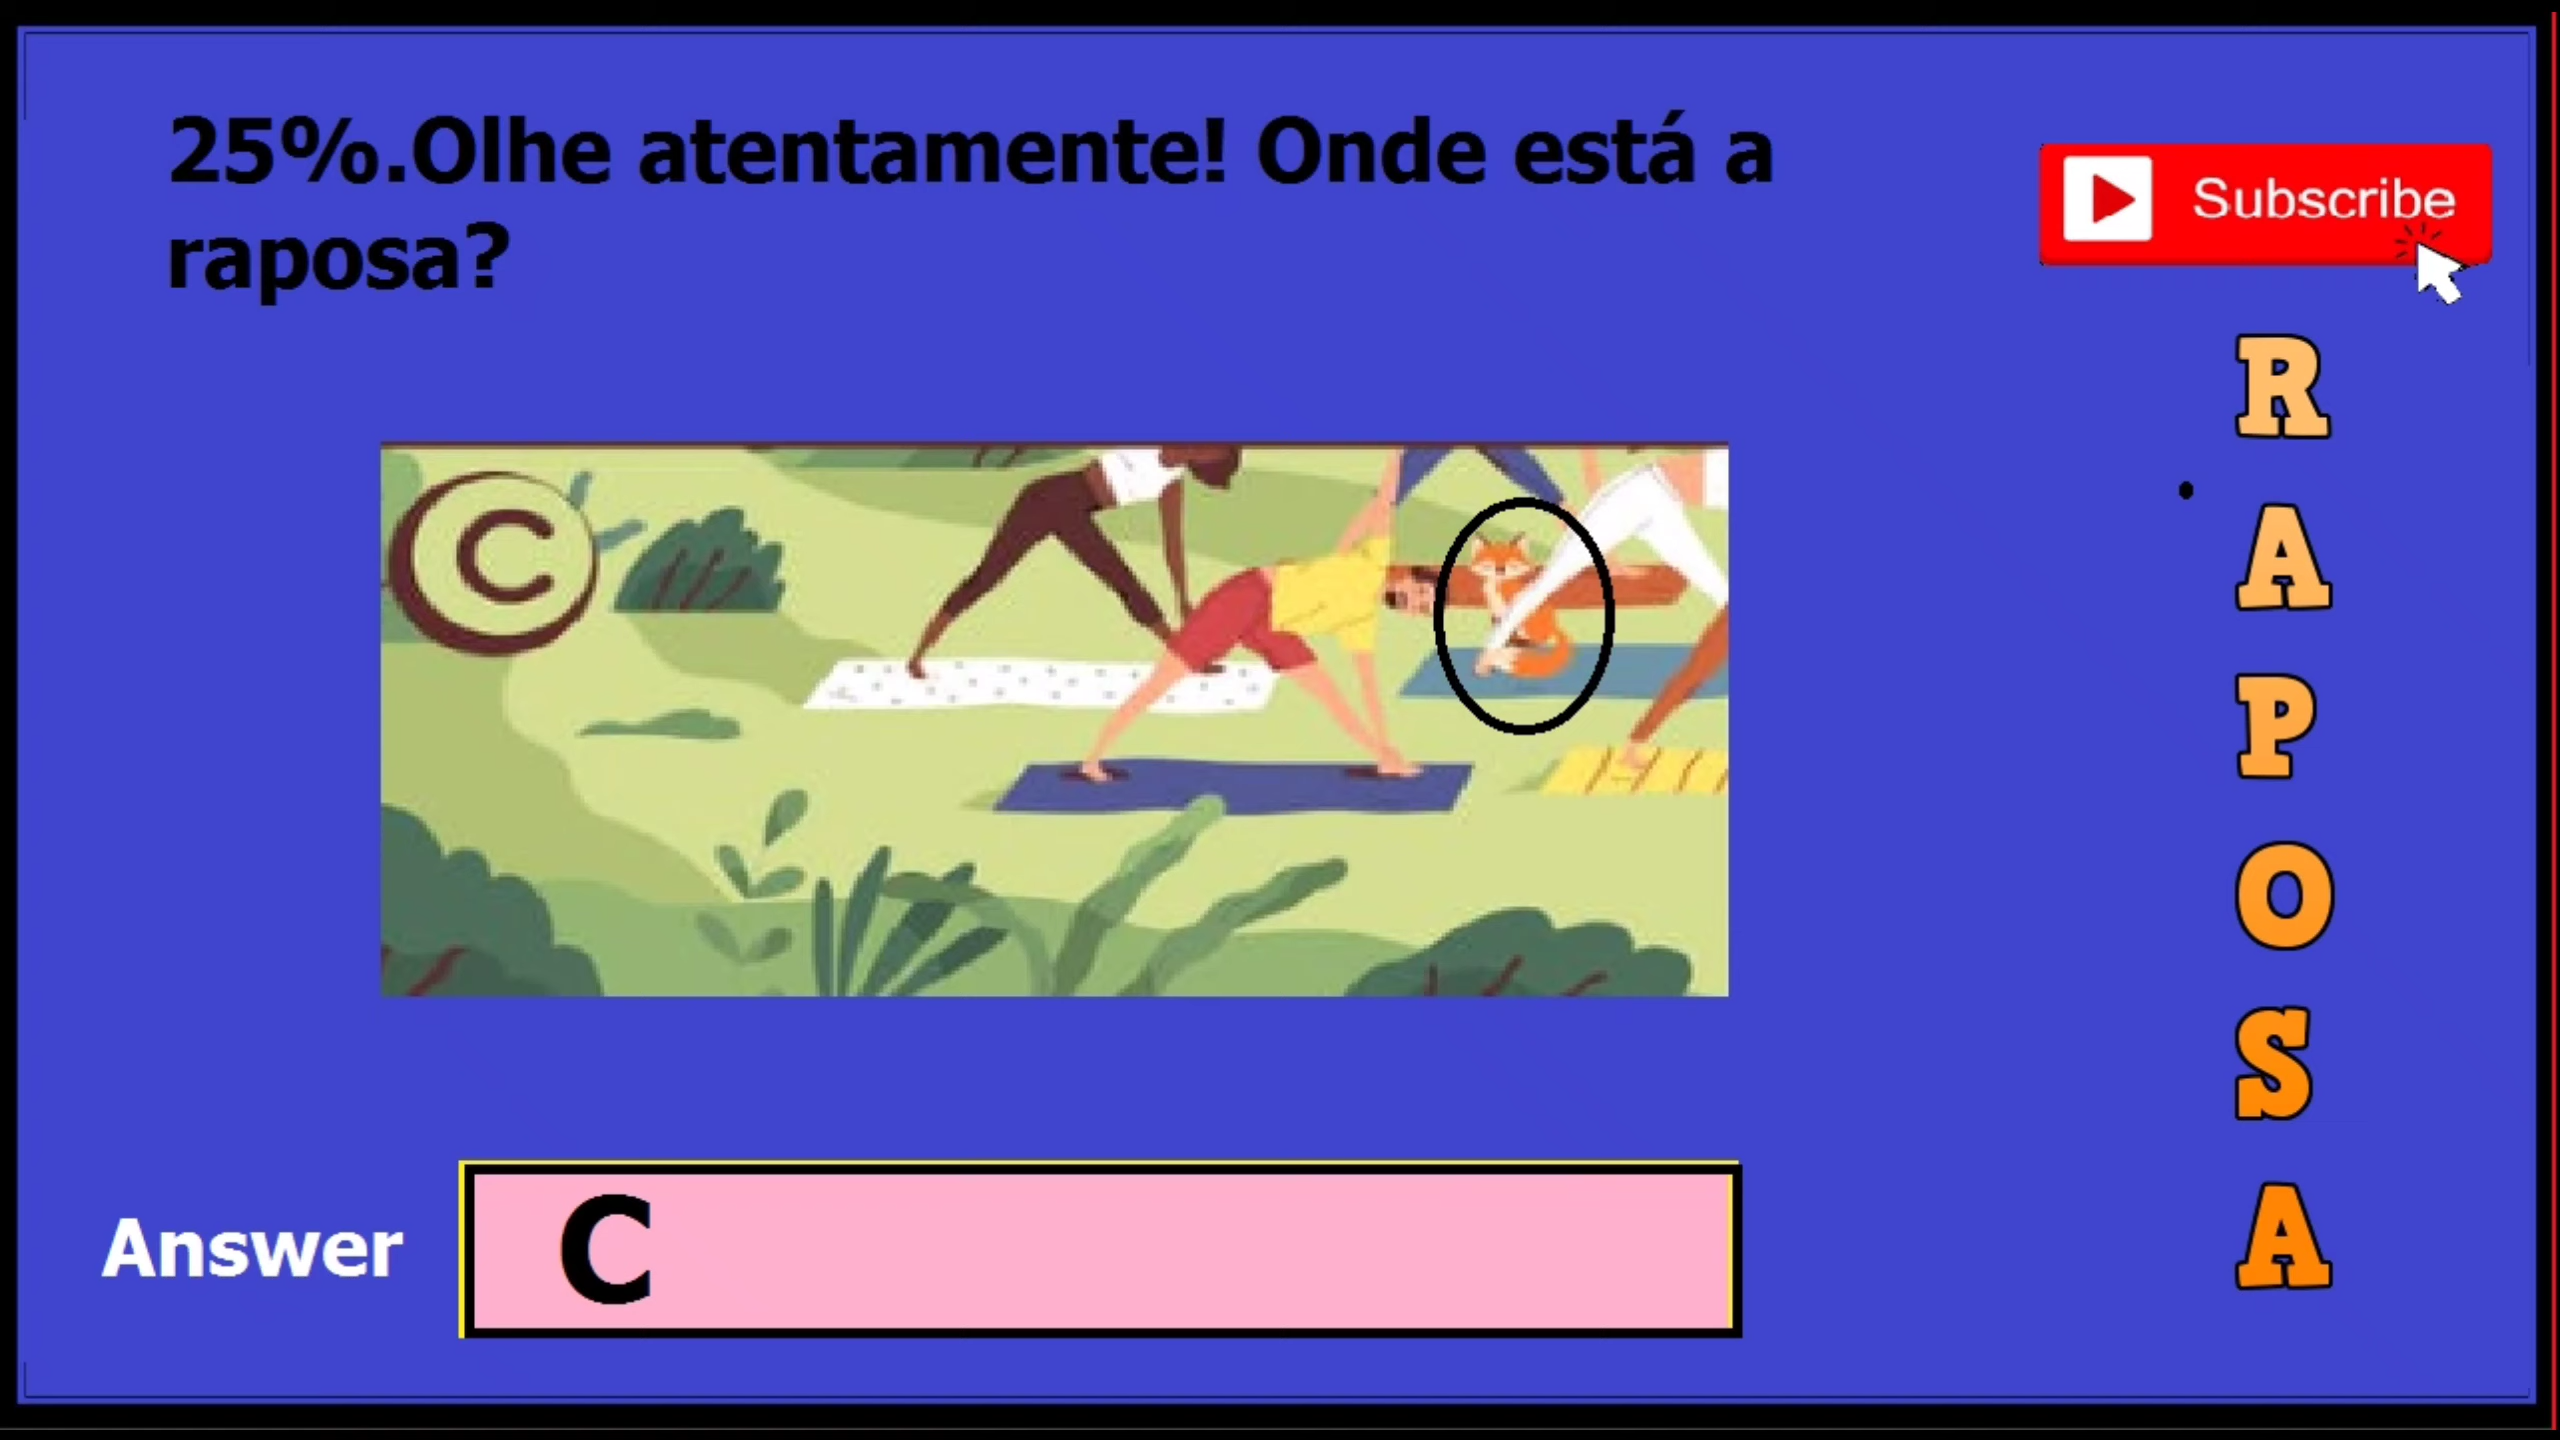 25%.Olhe atentamente! Onde está a
raposa?
Subscribe
C
R
A
P
O
S
A
Answer
C